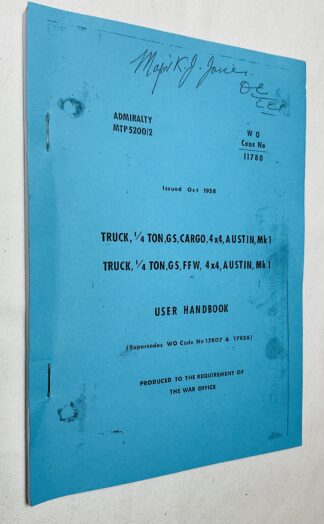 Major K. J. Jones
ADMIRALTY
MTP 5200/2
W O
Code No
11780
Issued Oct 1958
TRUCK, 1/4 TON, GS, CARGO, 4x4, AUSTIN, Mk 1
TRUCK, 1/4 TON, GS, FFW, 4x4, AUSTIN, Mk 1
USER HANDBOOK
(Supersedes WO Code No 17807 & 17826)
PRODUCED TO THE REQUIREMENT OF
THE WAR OFFICE